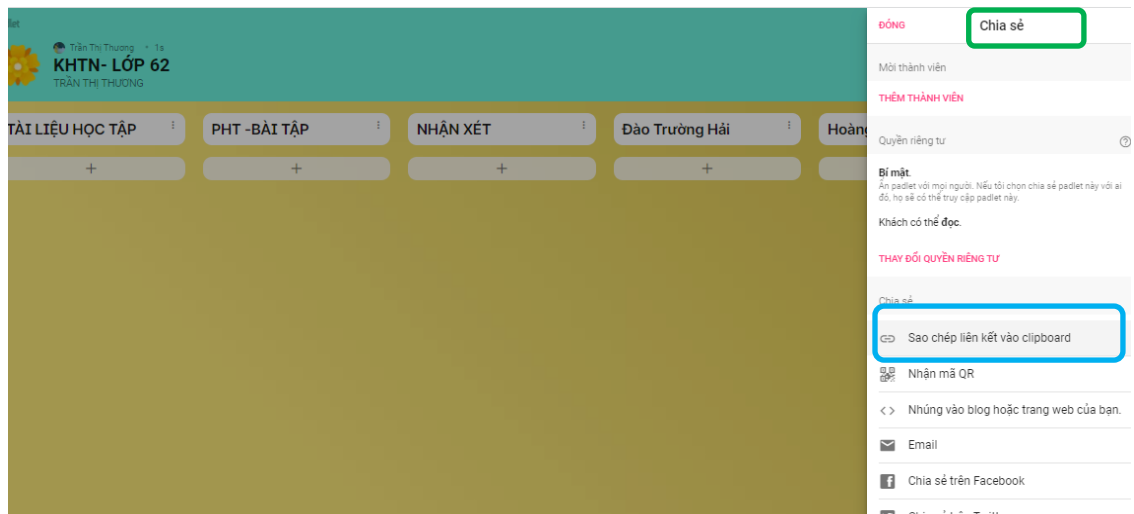 Trần Thị Thương • 1s
KHTN- LỚP 62
TRẦN THỊ THƯƠNG
TÀI LIỆU HỌC TẬP
PHT -BÀI TẬP
NHẬN XÉT
Đào Trường Hải
Hoàng
ĐÓNG
Chia sẻ
Mời thành viên
THÊM THÀNH VIÊN
Quyền riêng tư
Bí mật.
Ẩn padlet với mọi người. Nếu tôi chọn chia sẻ padlet này với ai
đó, họ sẽ có thể truy cập padlet này.
Khách có thể đọc.
THAY ĐỔI QUYỀN RIÊNG TƯ
Chia sẻ
Sao chép liên kết vào clipboard
Nhận mã QR
Nhúng vào blog hoặc trang web của bạn.
Email
Chia sẻ trên Facebook